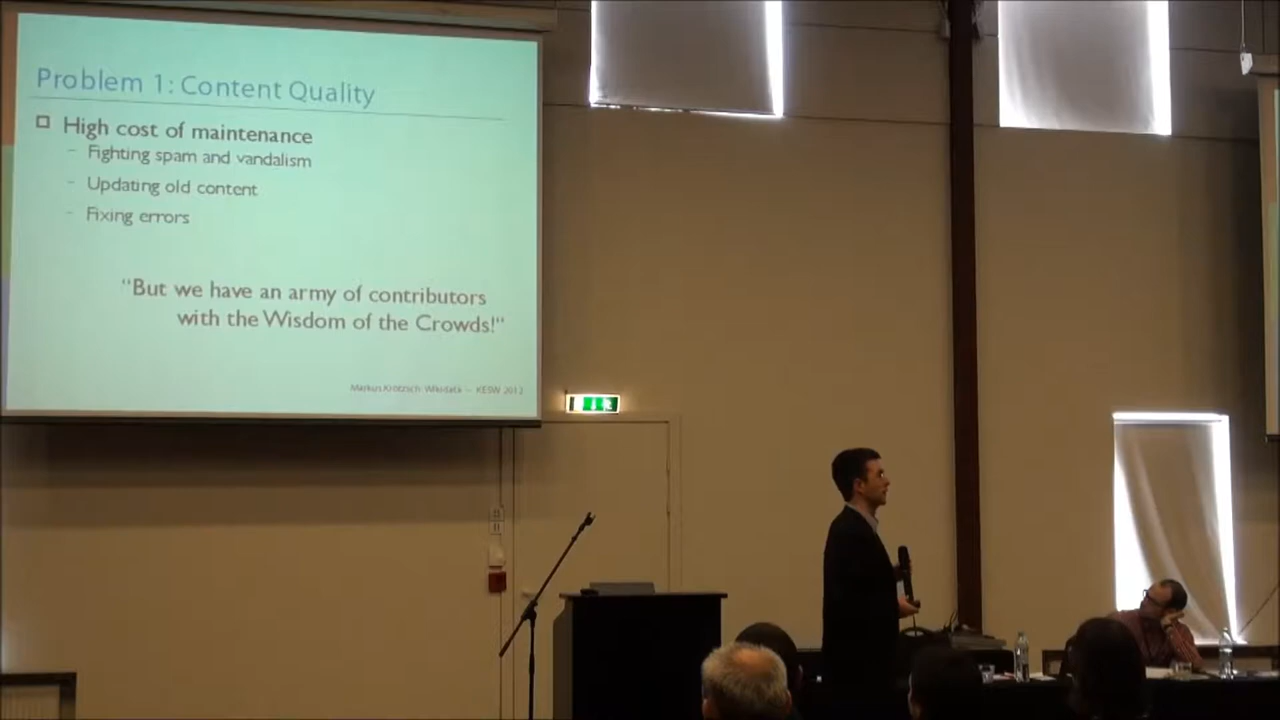 Problem 1: Content Quality
High cost of maintenance
– Fighting spam and vandalism
– Updating old content
– Fixing errors
“But we have an army of contributors
with the Wisdom of the Crowds!“
Markus Krötzsch: Wikidata – KESW 2013